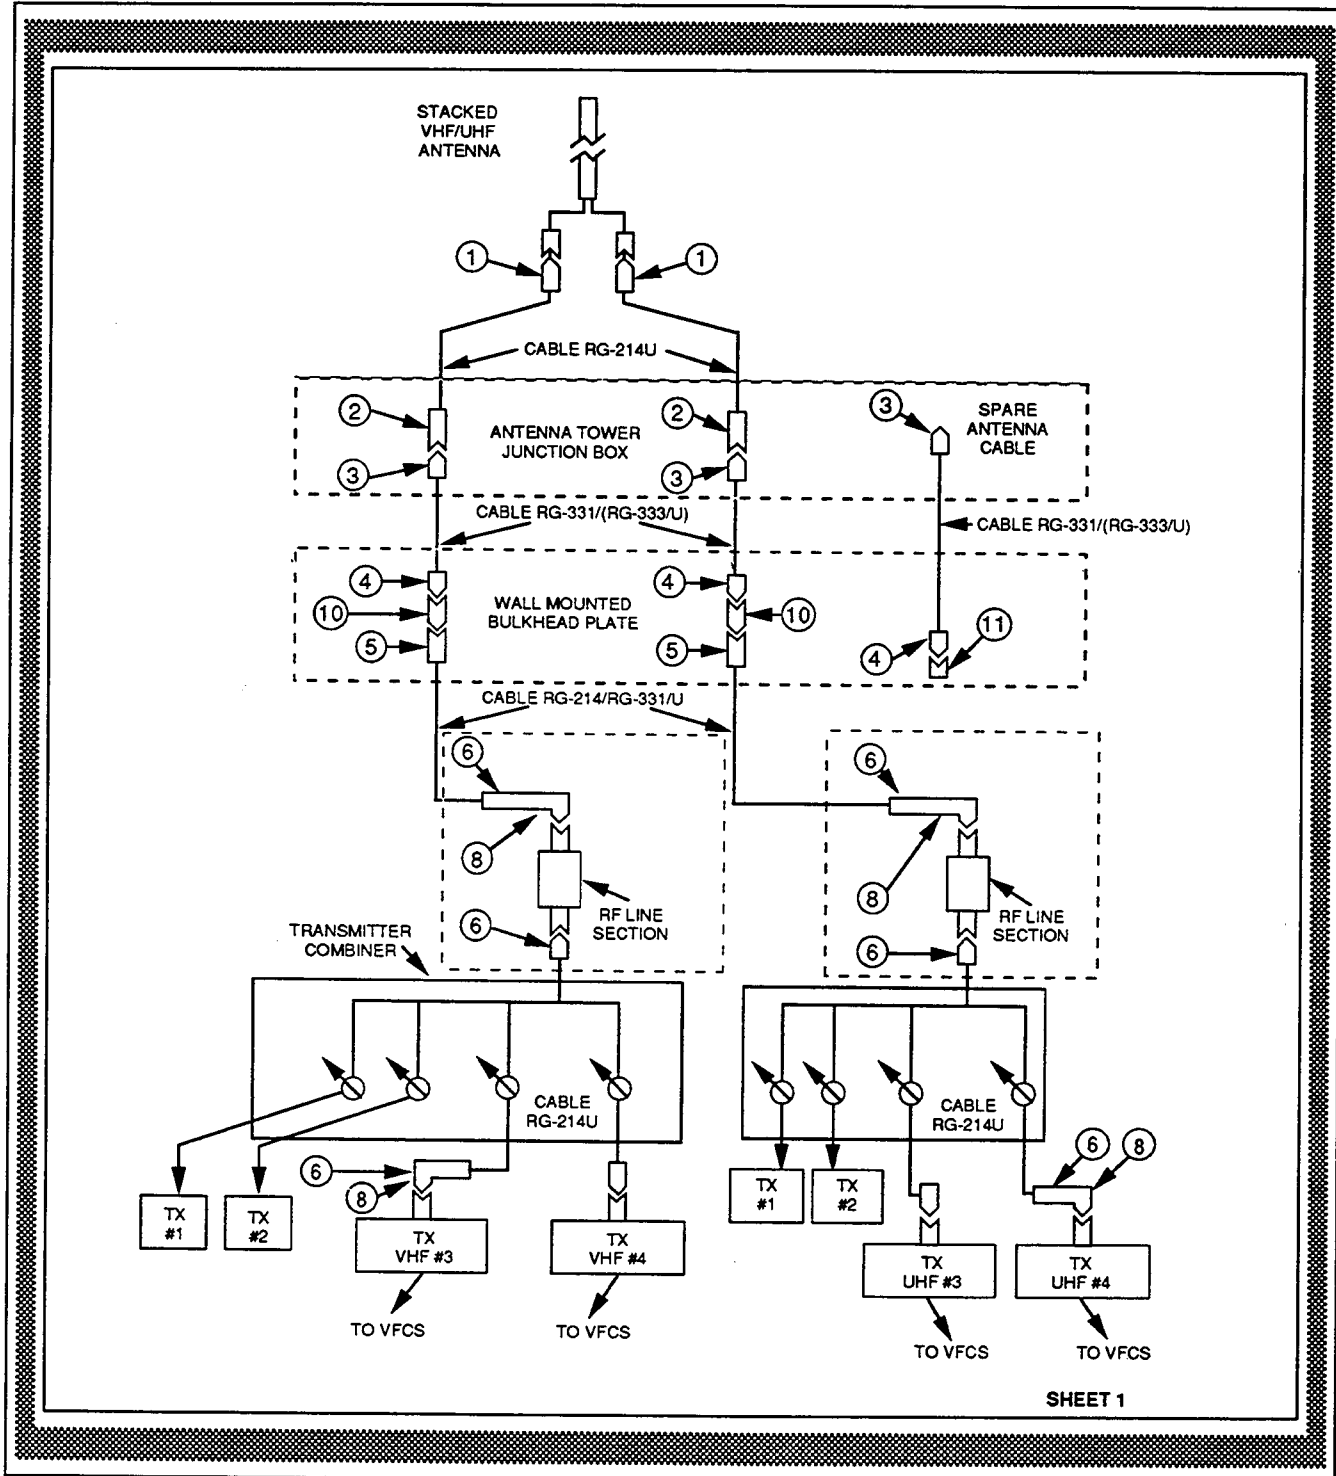 STACKED
VHF/UHF
ANTENNA
1
1
CABLE RG-214U
2
2
3
SPARE
ANTENNA
CABLE
ANTENNA TOWER
JUNCTION BOX
3
3
CABLE RG-331/(RG-333/U)
CABLE RG-331/(RG-333/U)
4
4
WALL MOUNTED
BULKHEAD PLATE
10
10
11
5
5
4
CABLE RG-214/RG-331/U
6
6
8
8
RF LINE
SECTION
RF LINE
SECTION
6
6
TRANSMITTER
COMBINER
CABLE
RG-214U
CABLE
RG-214U
6
8
6
8
TX
#1
TX
#2
TX
VHF #3
TX
VHF #4
TX
#1
TX
#2
TX
UHF #3
TX
UHF #4
TO VFCS
TO VFCS
TO VFCS
TO VFCS
SHEET 1